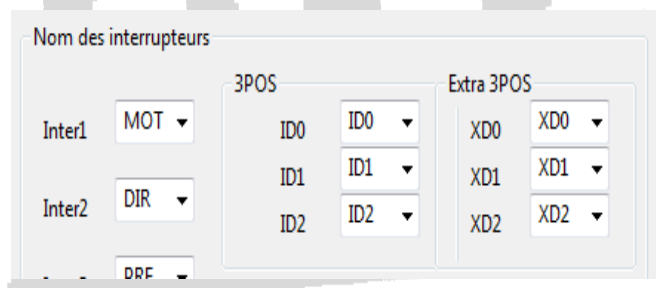 Nom des interrupteurs
3POS Extra 3POS
Inter1 MOT ID0 ID0 XD0 XD0
ID1 ID1 XD1 XD1
Inter2 DIR ID2 ID2 XD2 XD2